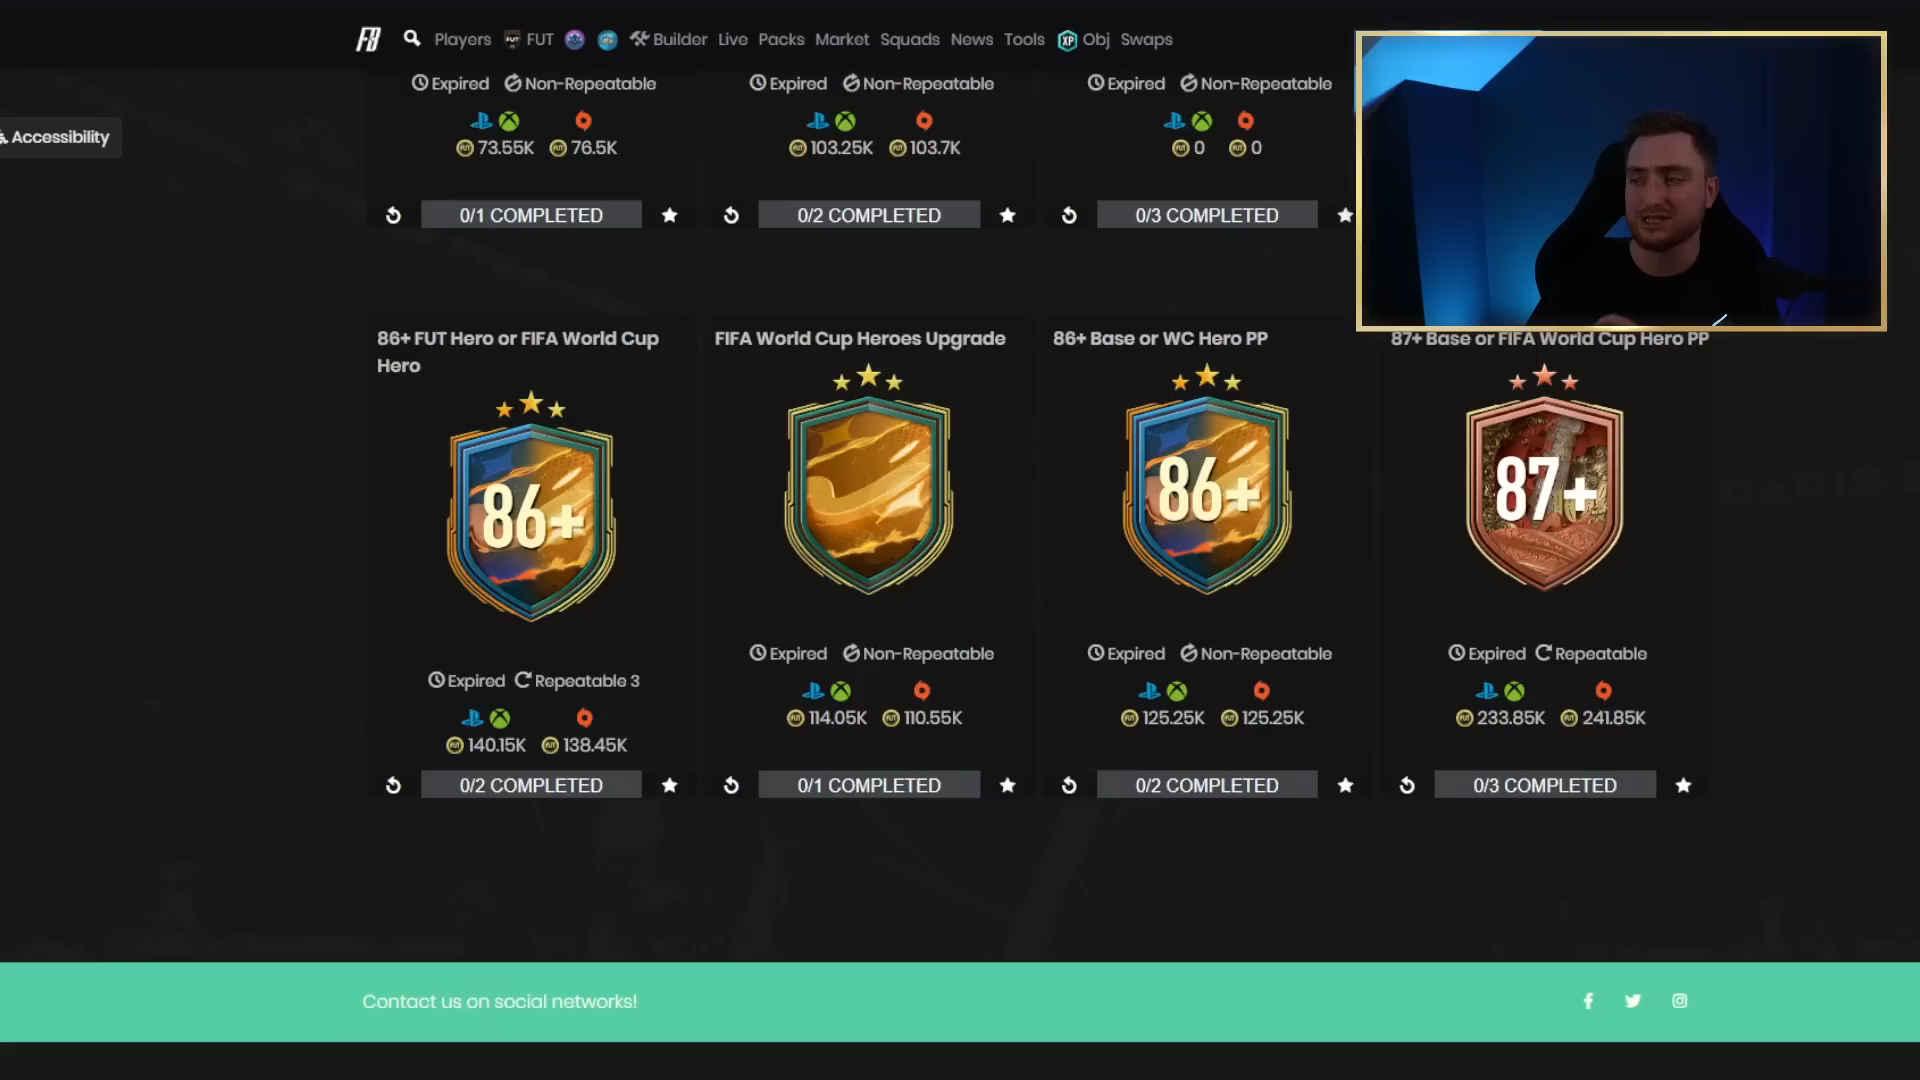 Players FUT Builder Live Packs Market Squads News Tools XP Obj Swaps
Accessibility
Expired Non-Repeatable
73.55K 76.5K
0/1 COMPLETED
Expired Non-Repeatable
103.25K 103.7K
0/2 COMPLETED
Expired Non-Repeatable
0 0
0/3 COMPLETED
86+ FUT Hero or FIFA World Cup
Hero
86+
Expired Repeatable 3
140.15K 138.45K
0/2 COMPLETED
FIFA World Cup Heroes Upgrade
Expired Non-Repeatable
114.05K 110.55K
0/1 COMPLETED
86+ Base or WC Hero PP
86+
Expired Non-Repeatable
125.25K 125.25K
0/2 COMPLETED
87+ Base or FIFA World Cup Hero PP
87+
Expired Repeatable
233.85K 241.85K
0/3 COMPLETED
Contact us on social networks!